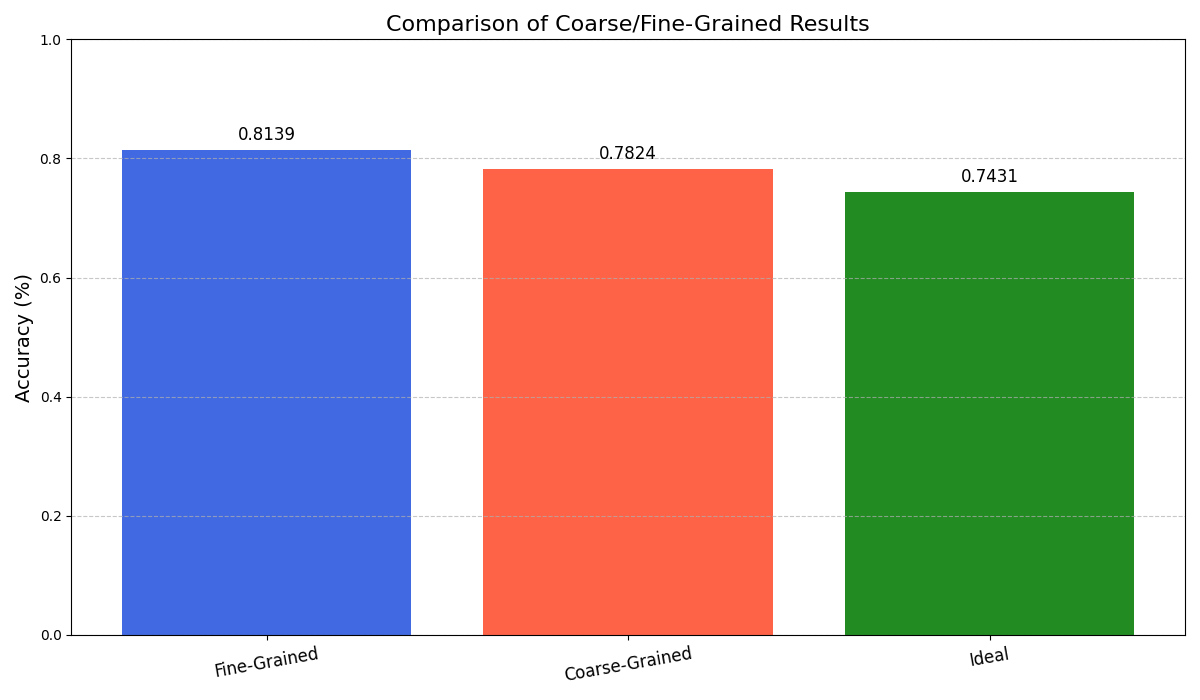 Comparison of Coarse/Fine-Grained Results
Accuracy (%)
1.0
0.8
0.6
0.4
0.2
0.0
0.8139
0.7824
0.7431
Fine-Grained
Coarse-Grained
Ideal